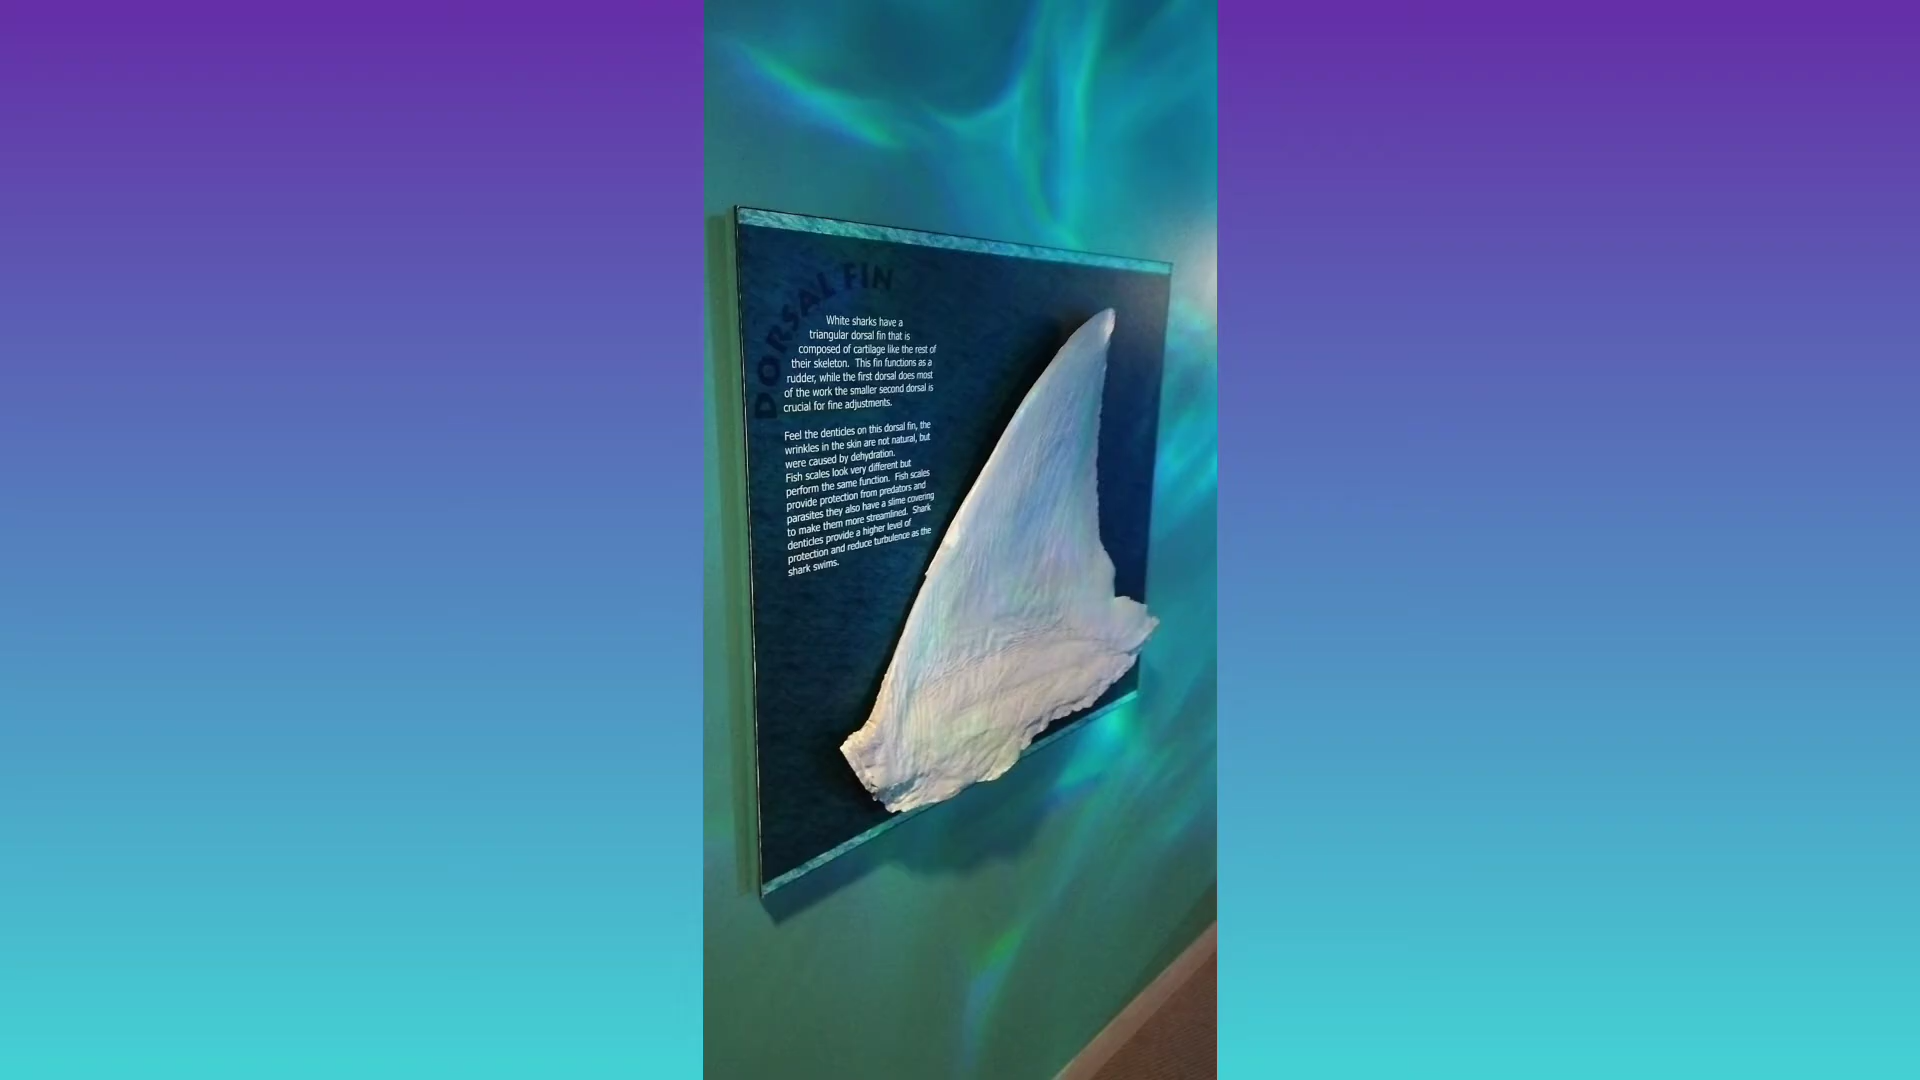 DORSAL FIN
White sharks have a
triangular dorsal fin that is
composed of cartilage like the rest of
their skeleton. This fin functions as a
rudder, while the first dorsal does most
of the work the smaller second dorsal is
crucial for fine adjustments.
Feel the denticles on this dorsal fin, the
wrinkles in the skin are not natural, but
were caused by dehydration.
Fish scales look very different but
perform the same function. Fish scales
provide protection from predators and
parasites they also have a slime covering
to make them more streamlined. Shark
denticles provide a higher level of
protection and reduce turbulence as the
shark swims.